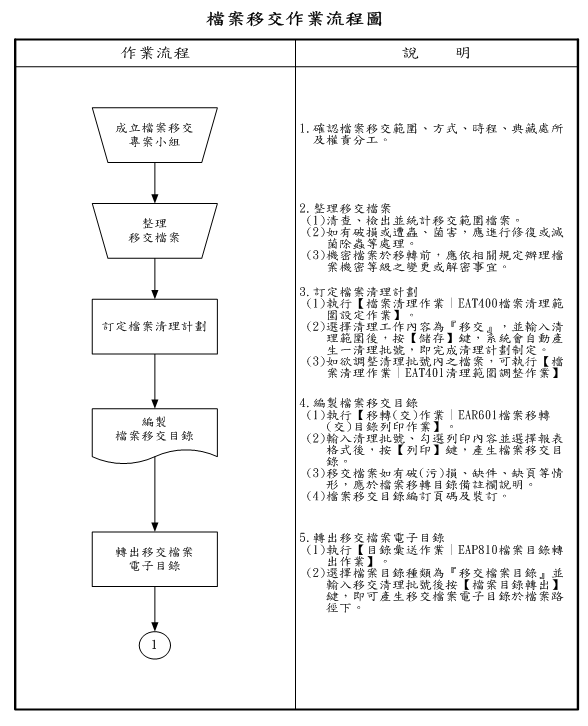 檔案移交作業流程圖
作業流程
說 明
成立檔案移交
專案小組
1.確認檔案移交範圍、方式、時程、典藏處所
及權責分工。
整理
移交檔案
2.整理移交檔案
(1)清查、檢出並統計移交範圍檔案。
(2)如有破損或遭蟲、菌害，應進行修復或滅
菌除蟲等處理。
(3)機密檔案於移轉前，應依相關規定辦理檔
案機密等級之變更或解密事宜。
訂定檔案清理計劃
3.訂定檔案清理計劃
(1)執行【檔案清理作業｜EAT400檔案清理範
圍設定作業】。
(2)選擇清理工作內容為『移交』，並輸入清
理範圍後，按【儲存】鍵，系統會自動產
生一清理批號，即完成清理計劃制定。
(3)如欲調整清理批號內之檔案，可執行【檔
案清理作業｜EAT401清理範圍調整作業】
編製
檔案移交目錄
4.編製檔案移交目錄
(1)執行【移轉(交)作業｜EAR601檔案移轉
(交)目錄列印作業】。
(2)輸入清理批號、勾選列印內容並選擇報表
格式後，按【列印】鍵，產生檔案移交目
錄。
(3)移交檔案如有破(污)損、缺件、缺頁等情
形，應於檔案移轉目錄備註欄說明。
(4)檔案移交目錄編訂頁碼及裝訂。
轉出移交檔案
電子目錄
5.轉出移交檔案電子目錄
(1)執行【目錄彙送作業｜EAP810檔案目錄轉
出作業】。
(2)選擇檔案目錄種類為『移交檔案目錄』並
輸入移交清理批號後按【檔案目錄轉出】
鍵，即可產生移交檔案電子目錄於檔案路
徑下。
1